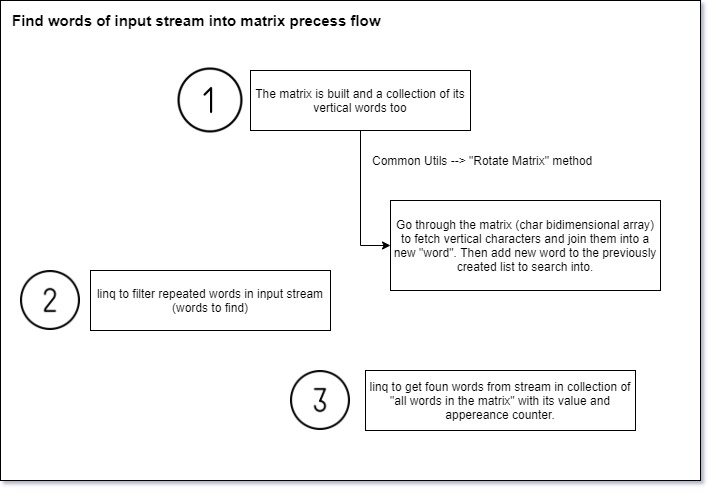 Find words of input stream into matrix precess flow
1
The matrix is built and a collection of its
vertical words too
Common Utils --> "Rotate Matrix" method
Go through the matrix (char bidimensional array)
to fetch vertical characters and join them into a
new "word". Then add new word to the previously
created list to search into.
2
linq to filter repeated words in input stream
(words to find)
3
linq to get foun words from stream in collection of
"all words in the matrix" with its value and
appereance counter.